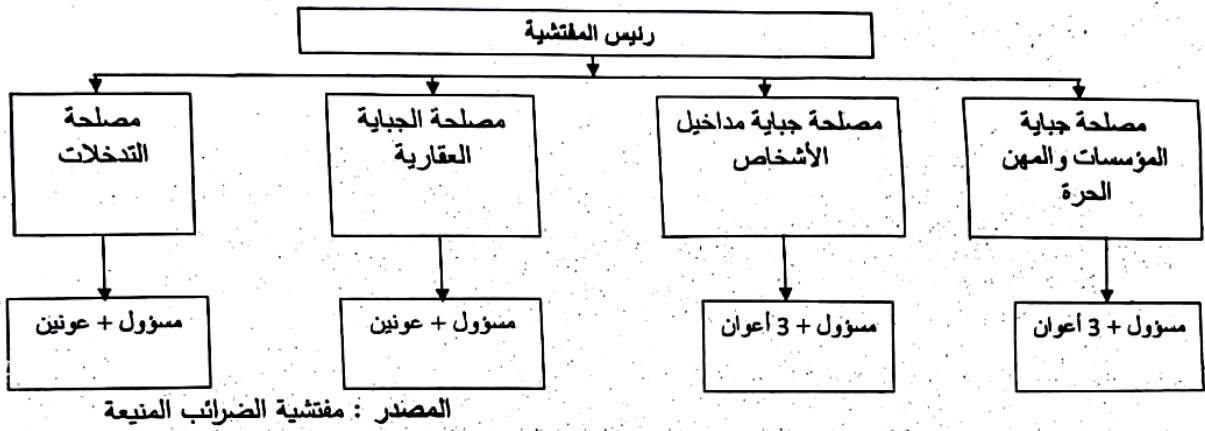 رئيس المفتشية
مصلحة جباية
المؤسسات والمهن
الحرة
مصلحة جباية مداخيل
الأشخاص
مصلحة الجباية
العقارية
مصلحة
التدخلات
مسؤول + 3 أعوان
مسؤول + 3 أعوان
مسؤول + عونين
مسؤول + عونين
المصدر : مفتشية الضرائب المنيعة